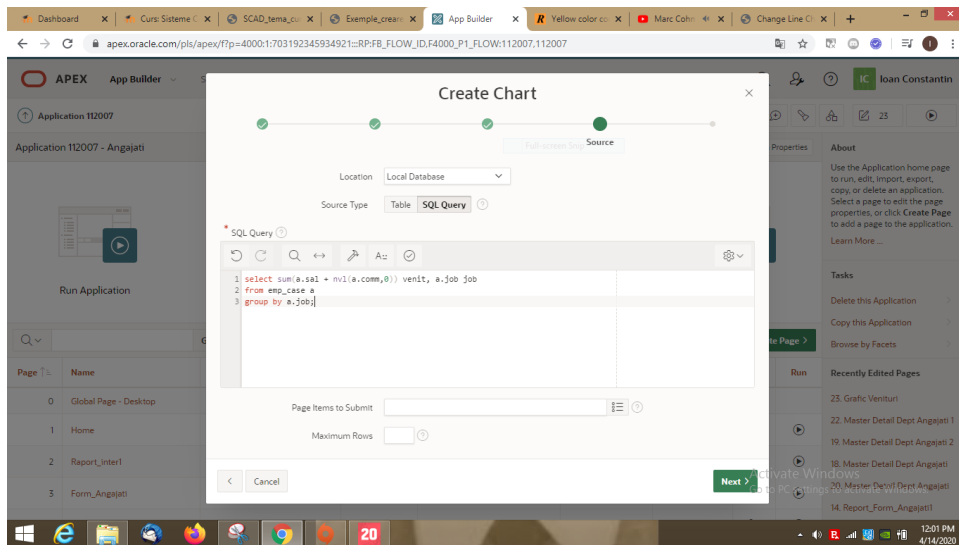 Dashboard
Curs: Sisteme C
SCAD_tema_cu
Exemple_creare
App Builder
Yellow color co
Marc Cohn
Change Line C
apex.oracle.com/pls/apex/f?p=4000:1:703192345934921:::RP:FB_FLOW_ID,F4000_P1_FLOW:112007,112007
APEX App Builder
IC Ioan Constantin
Application 112007
23
Application 112007 - Angajati
Properties
Run Application
Page Name
Run
0 Global Page - Desktop
1 Home
2 Raport_inter1
3 Form_Angajati
Create Chart
Source
Location Local Database
Source Type Table SQL Query
* SQL Query
1 select sum(a.sal + nvl(a.comm,0)) venit, a.job job
2 from emp_case a
3 group by a.job;
Page Items to Submit
Maximum Rows
Cancel
Next
te Page
About
Use the Application home page
to run, edit, import, export,
copy, or delete an application.
Select a page to edit the page
properties, or click Create Page
to add a page to the application.
Learn More ...
Tasks
Delete this Application
Copy this Application
Browse by Facets
Recently Edited Pages
23. Grafic Venituri
22. Master Detail Dept Angajati 1
19. Master Detail Dept Angajati 2
18. Master Detail Dept Angajati
20. Master Detail Dept Angajati
14. Report_Form_Angajati1
Activate Windows
Go to PC settings to activate Windows.
20
12:01 PM
4/14/2020